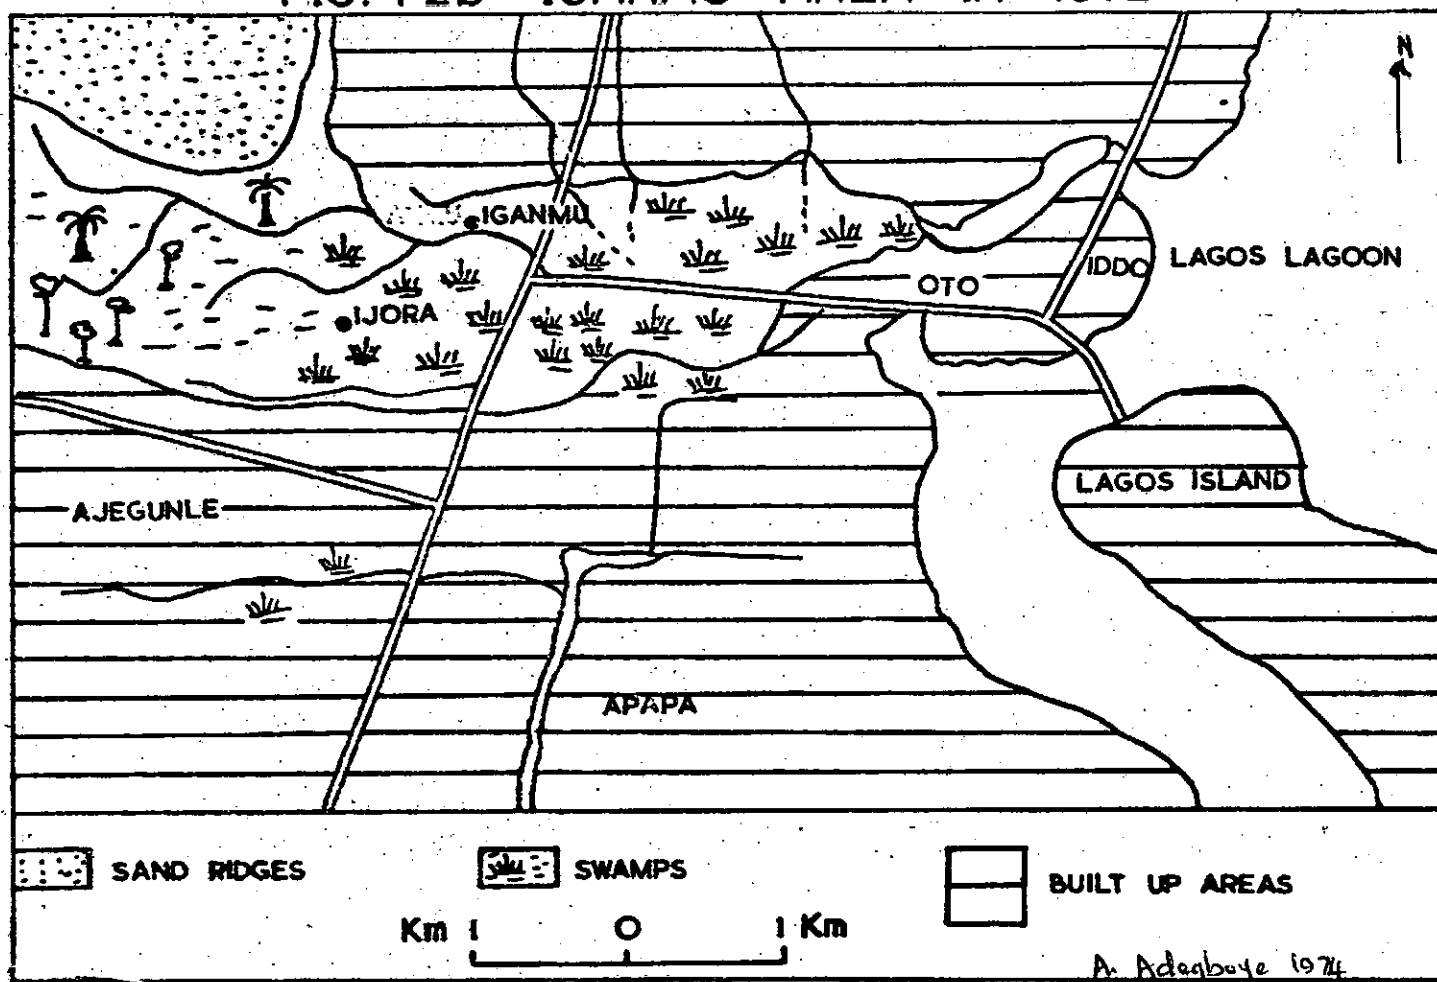 N
IGANMU
LAGOS LAGOON
IDDO
OTO
IJORA
LAGOS ISLAND
AJEGUNLE
APAPA
SAND RIDGES
SWAMPS
BUILT UP AREAS
Km 1 0 1 Km
A. Adegboye 1974